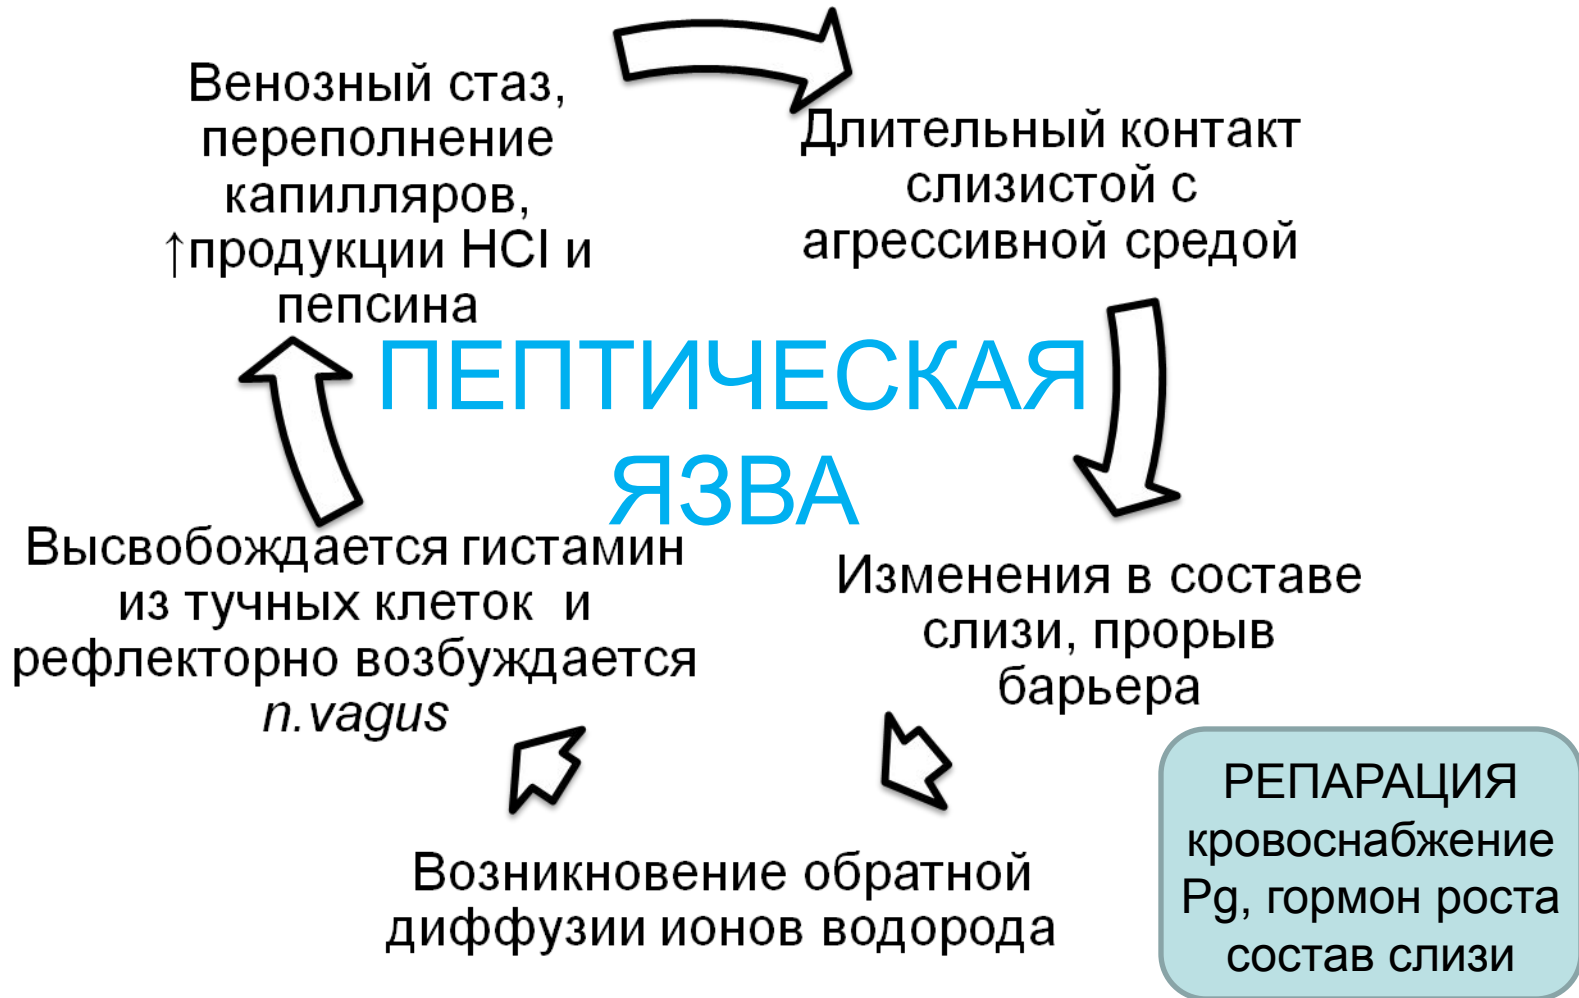 Венозный стаз,
переполнение
капилляров,
↑продукции HCl и
пепсина
Длительный контакт
слизистой с
агрессивной средой
ПЕПТИЧЕСКАЯ
ЯЗВА
Высвобождается гистамин
из тучных клеток и
рефлекторно возбуждается
n.vagus
Изменения в составе
слизи, прорыв
барьера
Возникновение обратной
диффузии ионов водорода
РЕПАРАЦИЯ
кровоснабжение
Pg, гормон роста
состав слизи